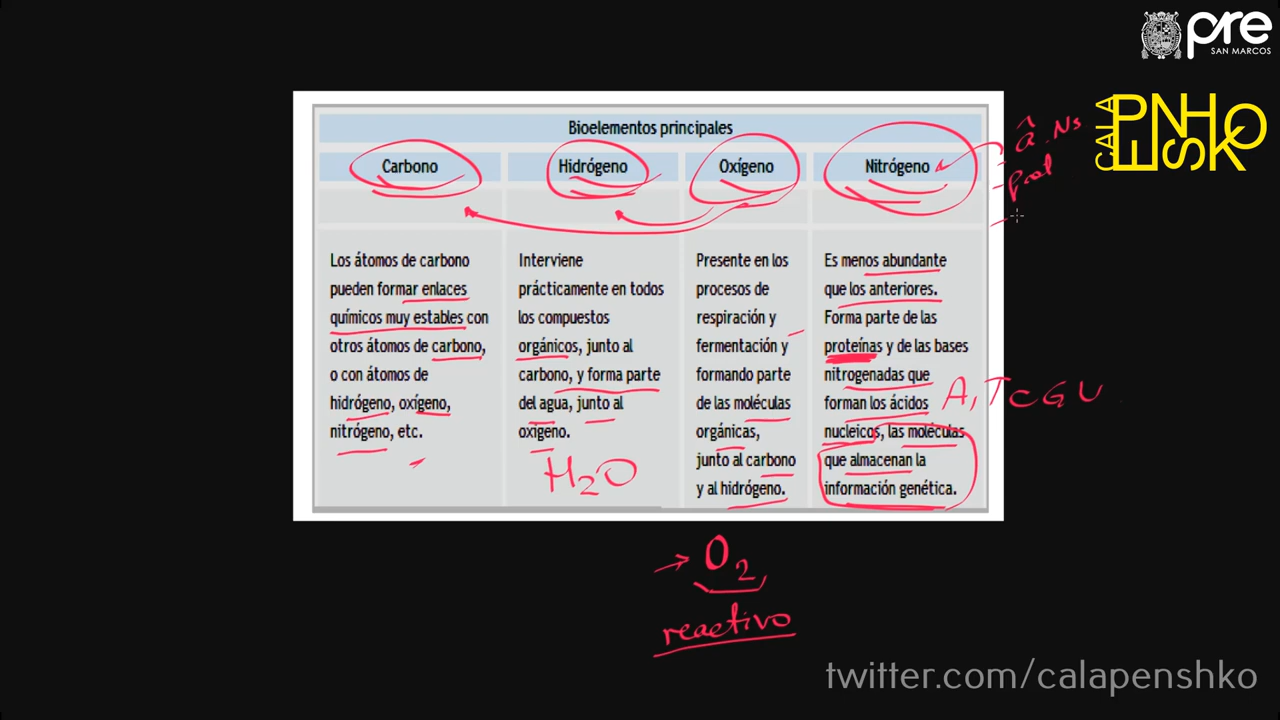 pre
SAN MARCOS
CALA
PENSHKO
Bioelementos principales
Carbono
Hidrógeno
Oxígeno
Nitrógeno
Los átomos de carbono
pueden formar enlaces
químicos muy estables con
otros átomos de carbono,
o con átomos de
hidrógeno, oxígeno,
nitrógeno, etc.
Interviene
prácticamente en todos
los compuestos
orgánicos, junto al
carbono, y forma parte
del agua, junto al
oxigeno.
H2O
Presente en los
procesos de
respiración y
fermentación y
formando parte
de las moléculas
orgánicas,
junto al carbono
y al hidrógeno.
Es menos abundante
que los anteriores.
Forma parte de las
proteínas y de las bases
nitrogenadas que
forman los ácidos
nucleicos, las moléculas
que almacenan la
información genética.
A, T C G U
O2
reactivo
twitter.com/calapenshko